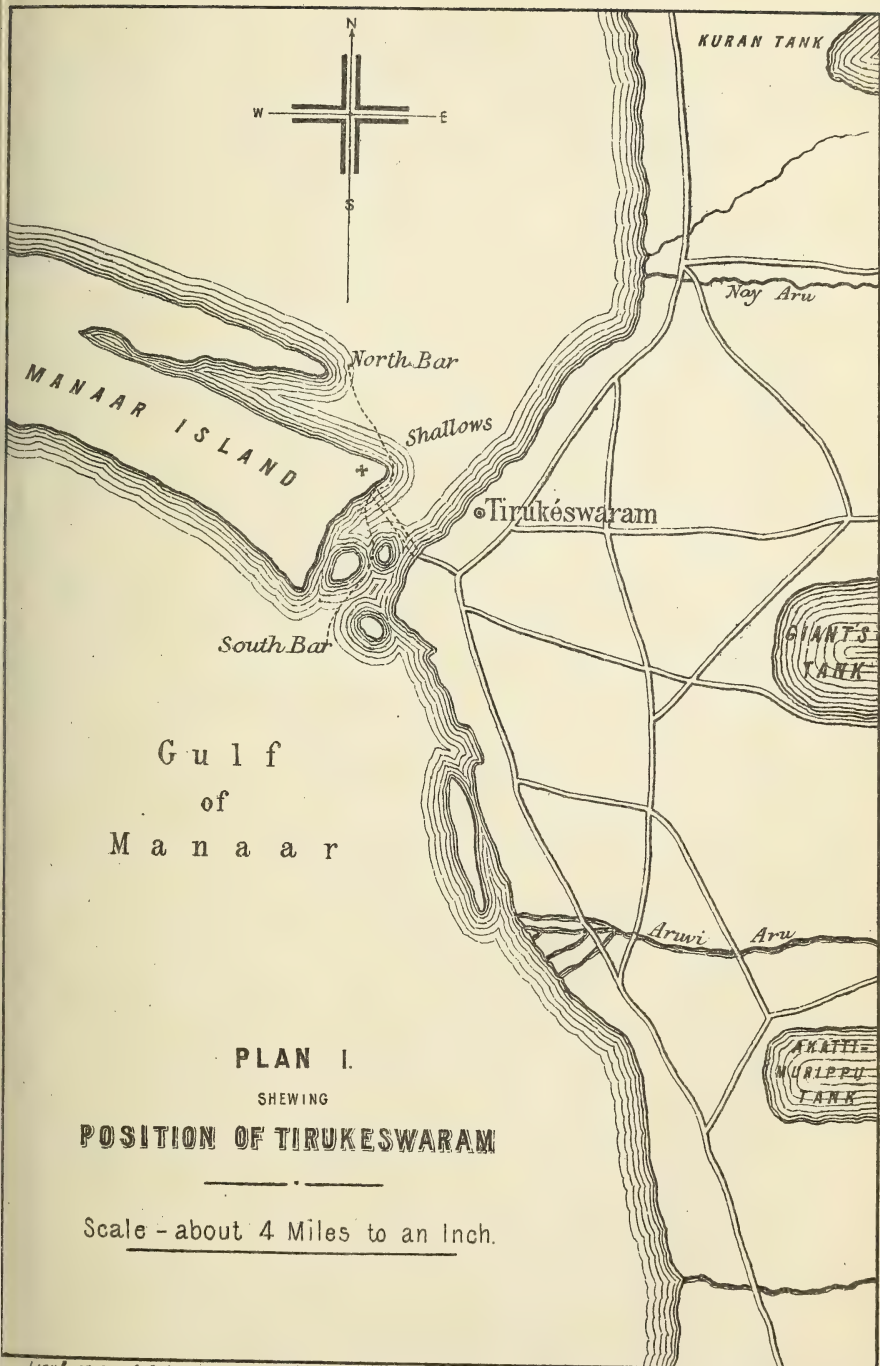 N
KURAN TANK
W
E
S
Nay Aru
North Bar
MANAAR ISLAND
Shallows
Tirukéswaram
GIANT'S
TANK
South Bar
Gulf
of
Manaar
Aruvi Aru
AKATTI=
MURIPPU
TANK
PLAN I.
SHEWING
POSITION OF TIRUKESWARAM
Scale - about 4 Miles to an Inch.